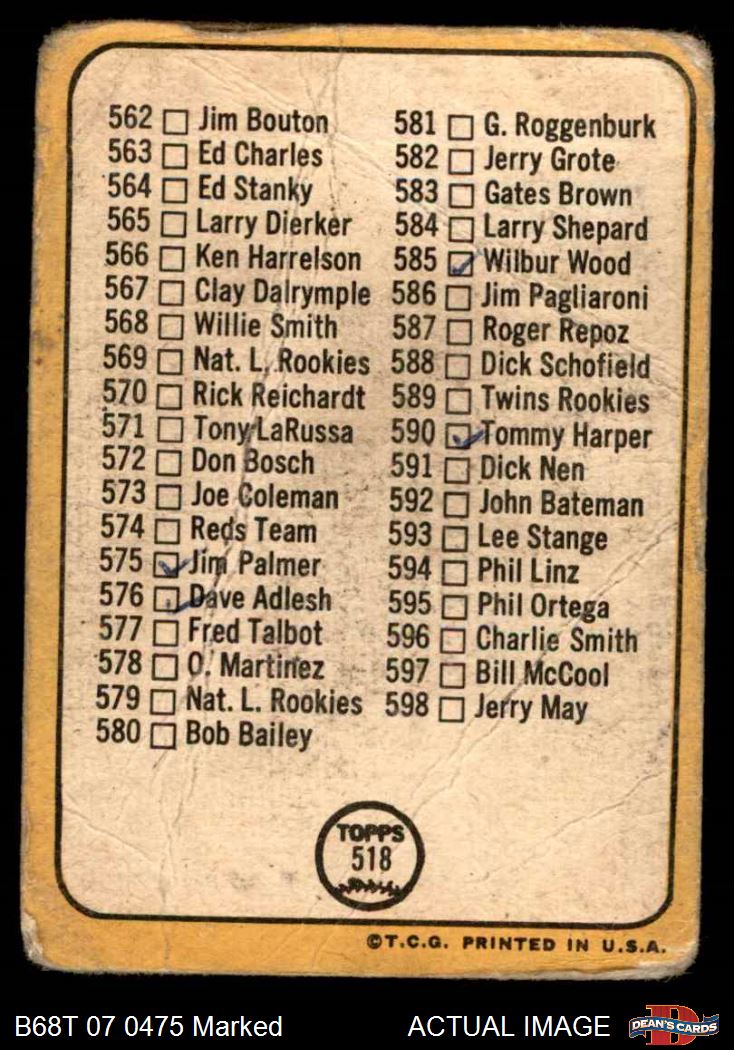 562 Jim Bouton
563 Ed Charles
564 Ed Stanky
565 Larry Dierker
566 Ken Harrelson
567 Clay Dalrymple
568 Willie Smith
569 Nat. L. Rookies
570 Rick Reichardt
571 Tony LaRussa
572 Don Bosch
573 Joe Coleman
574 Reds Team
575 Jim Palmer
576 Dave Adlesh
577 Fred Talbot
578 O. Martinez
579 Nat. L. Rookies
580 Bob Bailey
581 G. Roggenburk
582 Jerry Grote
583 Gates Brown
584 Larry Shepard
585 Wilbur Wood
586 Jim Pagliaroni
587 Roger Repoz
588 Dick Schofield
589 Twins Rookies
590 Tommy Harper
591 Dick Nen
592 John Bateman
593 Lee Stange
594 Phil Linz
595 Phil Ortega
596 Charlie Smith
597 Bill McCool
598 Jerry May
TOPPS
518
©T.C.G. PRINTED IN U.S.A.
B68T 07 0475 Marked
ACTUAL IMAGE
D
DEAN'S CARDS